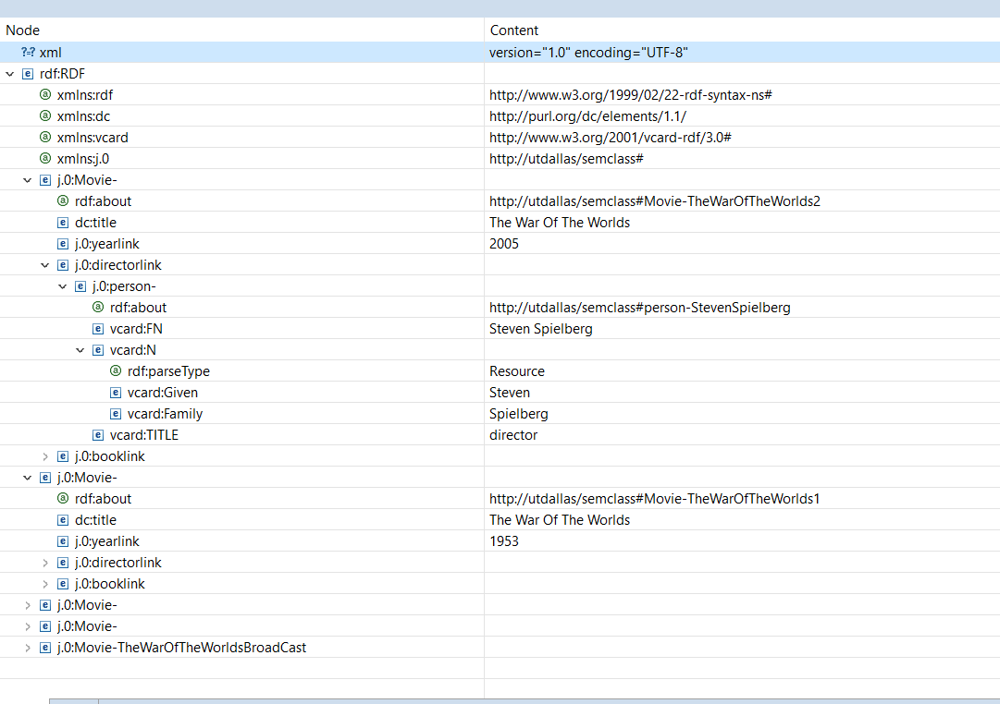 Node Content
?=? xml version="1.0" encoding="UTF-8"
e rdf:RDF
a xmlns:rdf http://www.w3.org/1999/02/22-rdf-syntax-ns#
a xmlns:dc http://purl.org/dc/elements/1.1/
a xmlns:vcard http://www.w3.org/2001/vcard-rdf/3.0#
a xmlns:j.0 http://utdallas/semclass#
e j.0:Movie-
a rdf:about http://utdallas/semclass#Movie-TheWarOfTheWorlds2
e dc:title The War Of The Worlds
e j.0:yearlink 2005
e j.0:directorlink
e j.0:person-
a rdf:about http://utdallas/semclass#person-StevenSpielberg
e vcard:FN Steven Spielberg
e vcard:N
a rdf:parseType Resource
e vcard:Given Steven
e vcard:Family Spielberg
e vcard:TITLE director
e j.0:booklink
e j.0:Movie-
a rdf:about http://utdallas/semclass#Movie-TheWarOfTheWorlds1
e dc:title The War Of The Worlds
e j.0:yearlink 1953
e j.0:directorlink
e j.0:booklink
e j.0:Movie-
e j.0:Movie-
e j.0:Movie-TheWarOfTheWorldsBroadCast